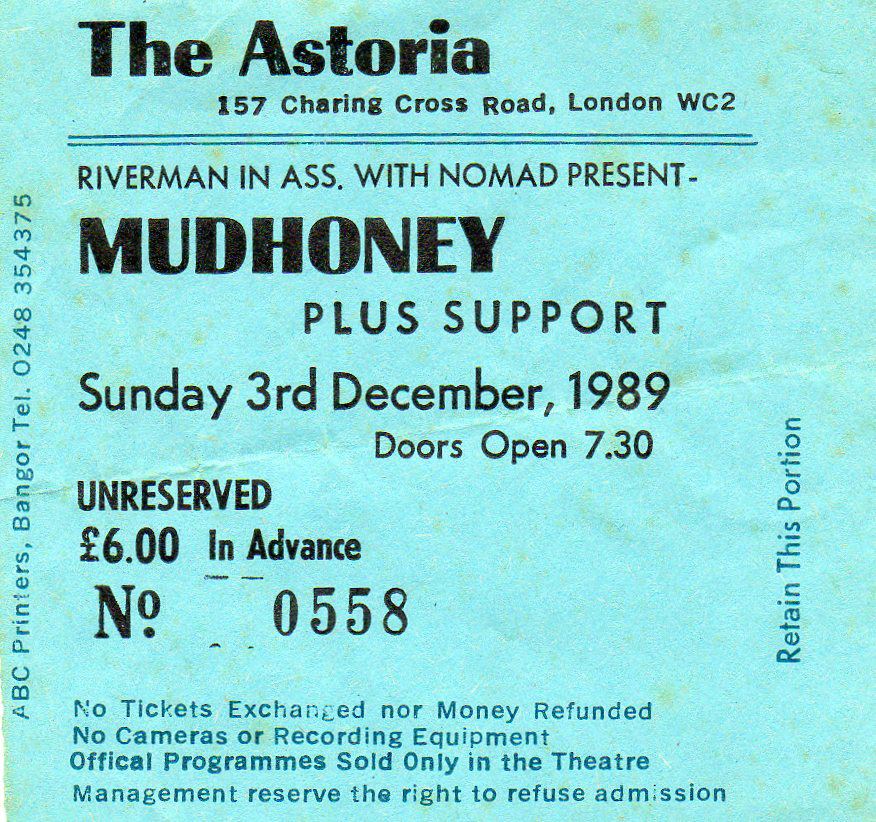 The Astoria
157 Charing Cross Road, London WC2
RIVERMAN IN ASS. WITH NOMAD PRESENT-
MUDHONEY
PLUS SUPPORT
Sunday 3rd December, 1989
Doors Open 7.30
UNRESERVED
£6.00 In Advance
Nº. 0558
No Tickets Exchanged nor Money Refunded
No Cameras or Recording Equipment
Offical Programmes Sold Only in the Theatre
Management reserve the right to refuse admission
ABC Printers, Bangor Tel. 0248 354375
Retain This Portion